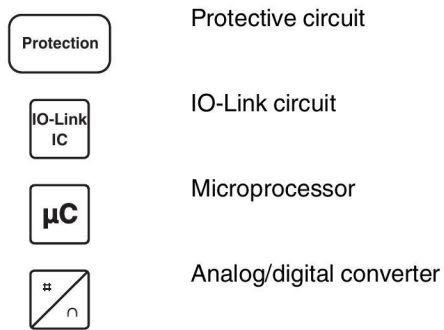 Protection Protective circuit
IO-Link
IC IO-Link circuit
µC Microprocessor
# ∩ Analog/digital converter